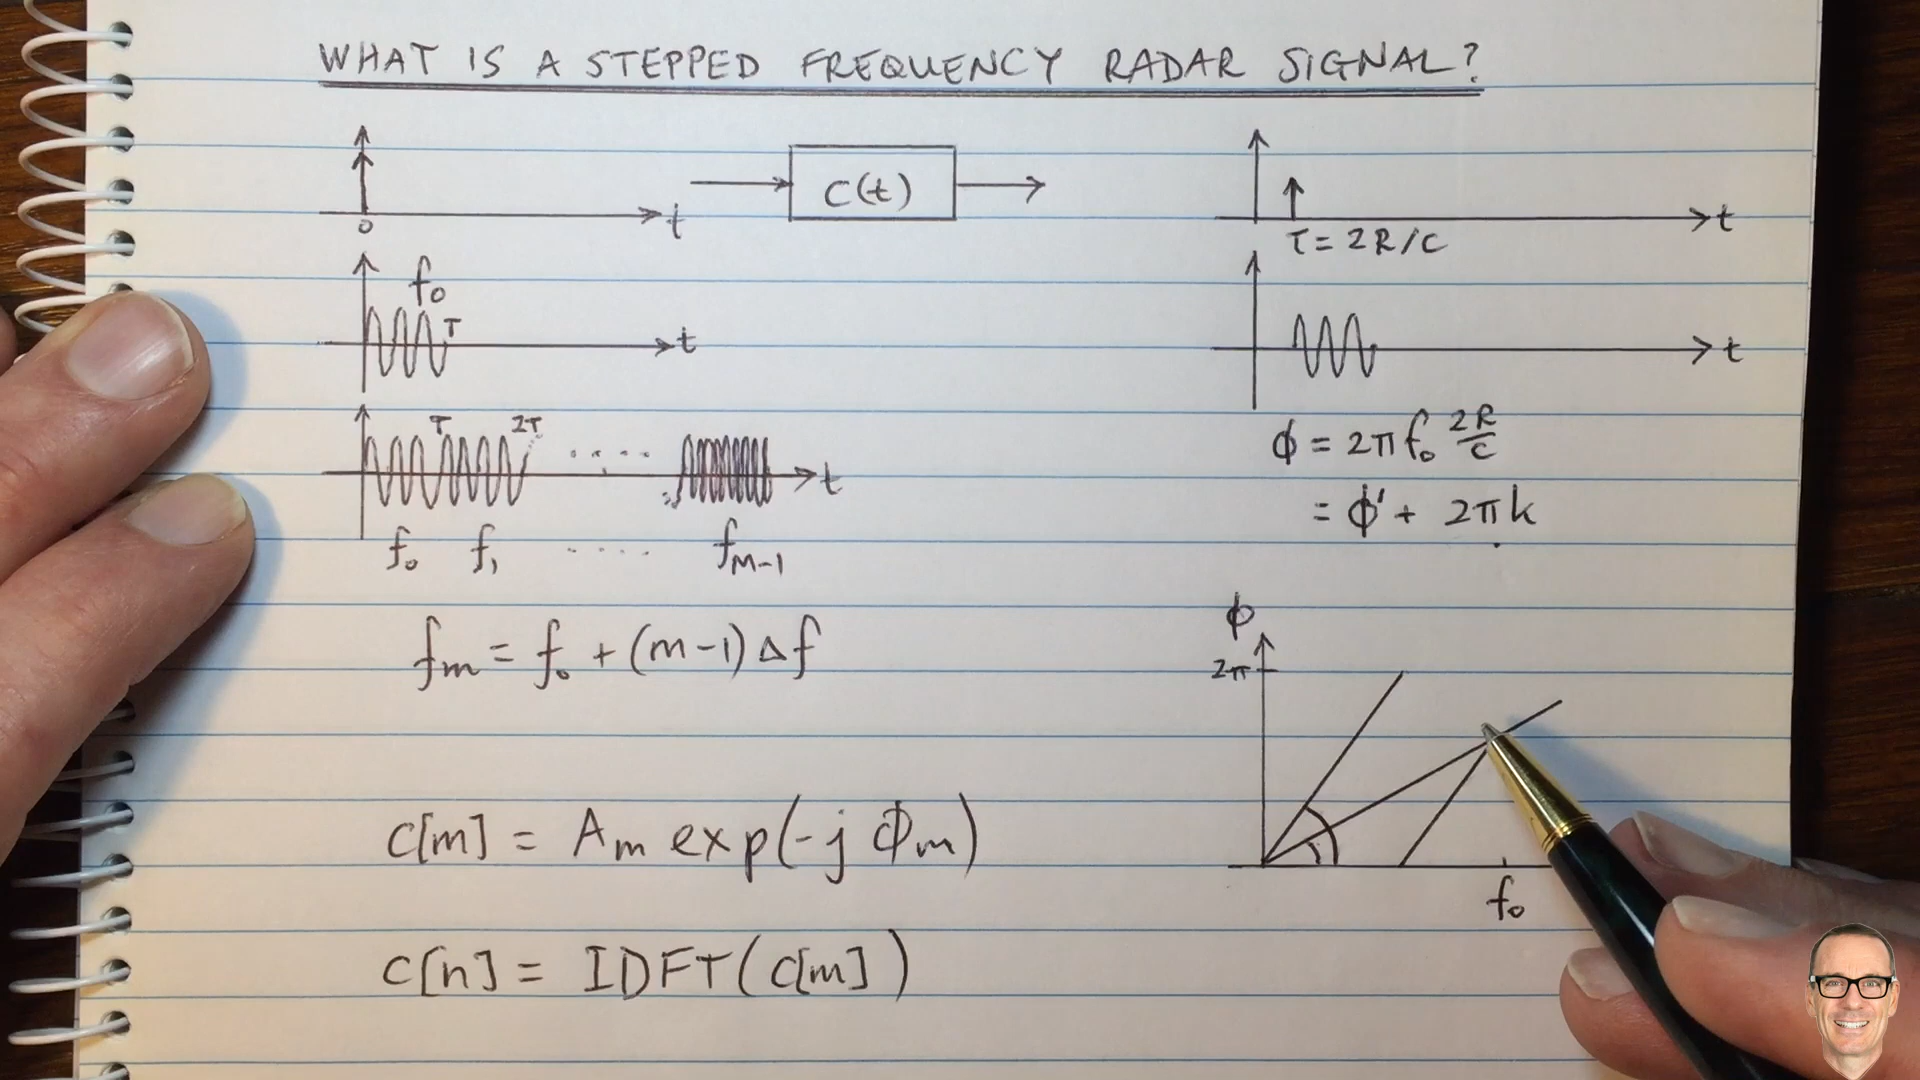 WHAT IS A STEPPED FREQUENCY RADAR SIGNAL?
0
t
C(t)
τ = 2R/C
t
f₀
T
t
t
T
2T
t
f₀ f₁ ..... f_M-1
ϕ = 2π f₀ 2R/c
= ϕ' + 2πk
f_m = f₀ + (m-1) Δf
ϕ
2π
f₀
C[m] = A_m exp(-j ϕ_m)
C[n] = IDFT(C[m])